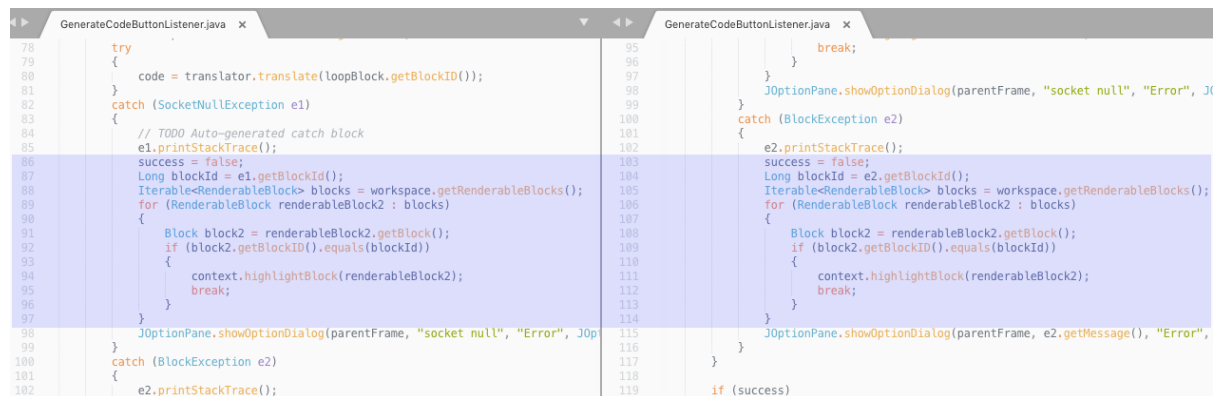 GenerateCodeButtonListener.java x
78 try
79 {
80 code = translator.translate(loopBlock.getBlockID());
81 }
82 catch (SocketNullException e1)
83 {
84 // TODO Auto-generated catch block
85 e1.printStackTrace();
86 success = false;
87 Long blockId = e1.getBlockId();
88 Iterable<RenderableBlock> blocks = workspace.getRenderableBlocks();
89 for (RenderableBlock renderableBlock2 : blocks)
90 {
91 Block block2 = renderableBlock2.getBlock();
92 if (block2.getBlockID().equals(blockId))
93 {
94 context.highlightBlock(renderableBlock2);
95 break;
96 }
97 }
98 JOptionPane.showOptionDialog(parentFrame, "socket null", "Error", JOp
99 }
100 catch (BlockException e2)
101 {
102 e2.printStackTrace();
GenerateCodeButtonListener.java x
95 break;
96 }
97 }
98 JOptionPane.showOptionDialog(parentFrame, "socket null", "Error", JO
99 }
100 catch (BlockException e2)
101 {
102 e2.printStackTrace();
103 success = false;
104 Long blockId = e2.getBlockId();
105 Iterable<RenderableBlock> blocks = workspace.getRenderableBlocks();
106 for (RenderableBlock renderableBlock2 : blocks)
107 {
108 Block block2 = renderableBlock2.getBlock();
109 if (block2.getBlockID().equals(blockId))
110 {
111 context.highlightBlock(renderableBlock2);
112 break;
113 }
114 }
115 JOptionPane.showOptionDialog(parentFrame, e2.getMessage(), "Error",
116 }
117 }
118
119 if (success)